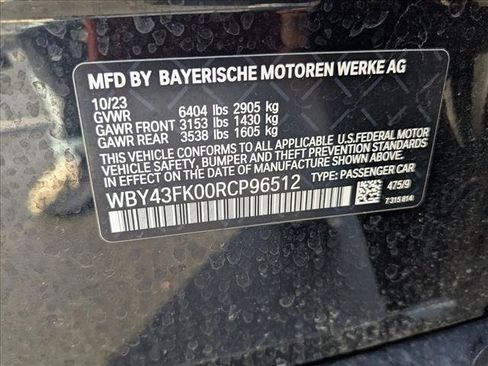 MFD BY BAYERISCHE MOTOREN WERKE AG
10/23
GVWR 6404 lbs 2905 kg
GAWR FRONT 3153 lbs 1430 kg
GAWR REAR 3538 lbs 1605 kg
THIS VEHICLE CONFORMS TO ALL APPLICABLE U.S.FEDERAL MOTOR
VEHICLE SAFETY, BUMPER, AND THEFT PREVENTION STANDARDS
IN EFFECT ON THE DATE OF MANUFACTURE SHOWN ABOVE.
WBY43FK00RCP96512 TYPE: PASSENGER CAR
475/9
7 315 814